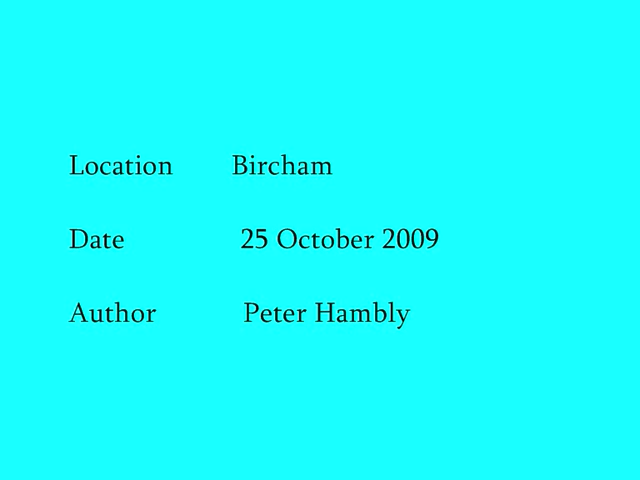 Location Bircham
Date 25 October 2009
Author Peter Hambly